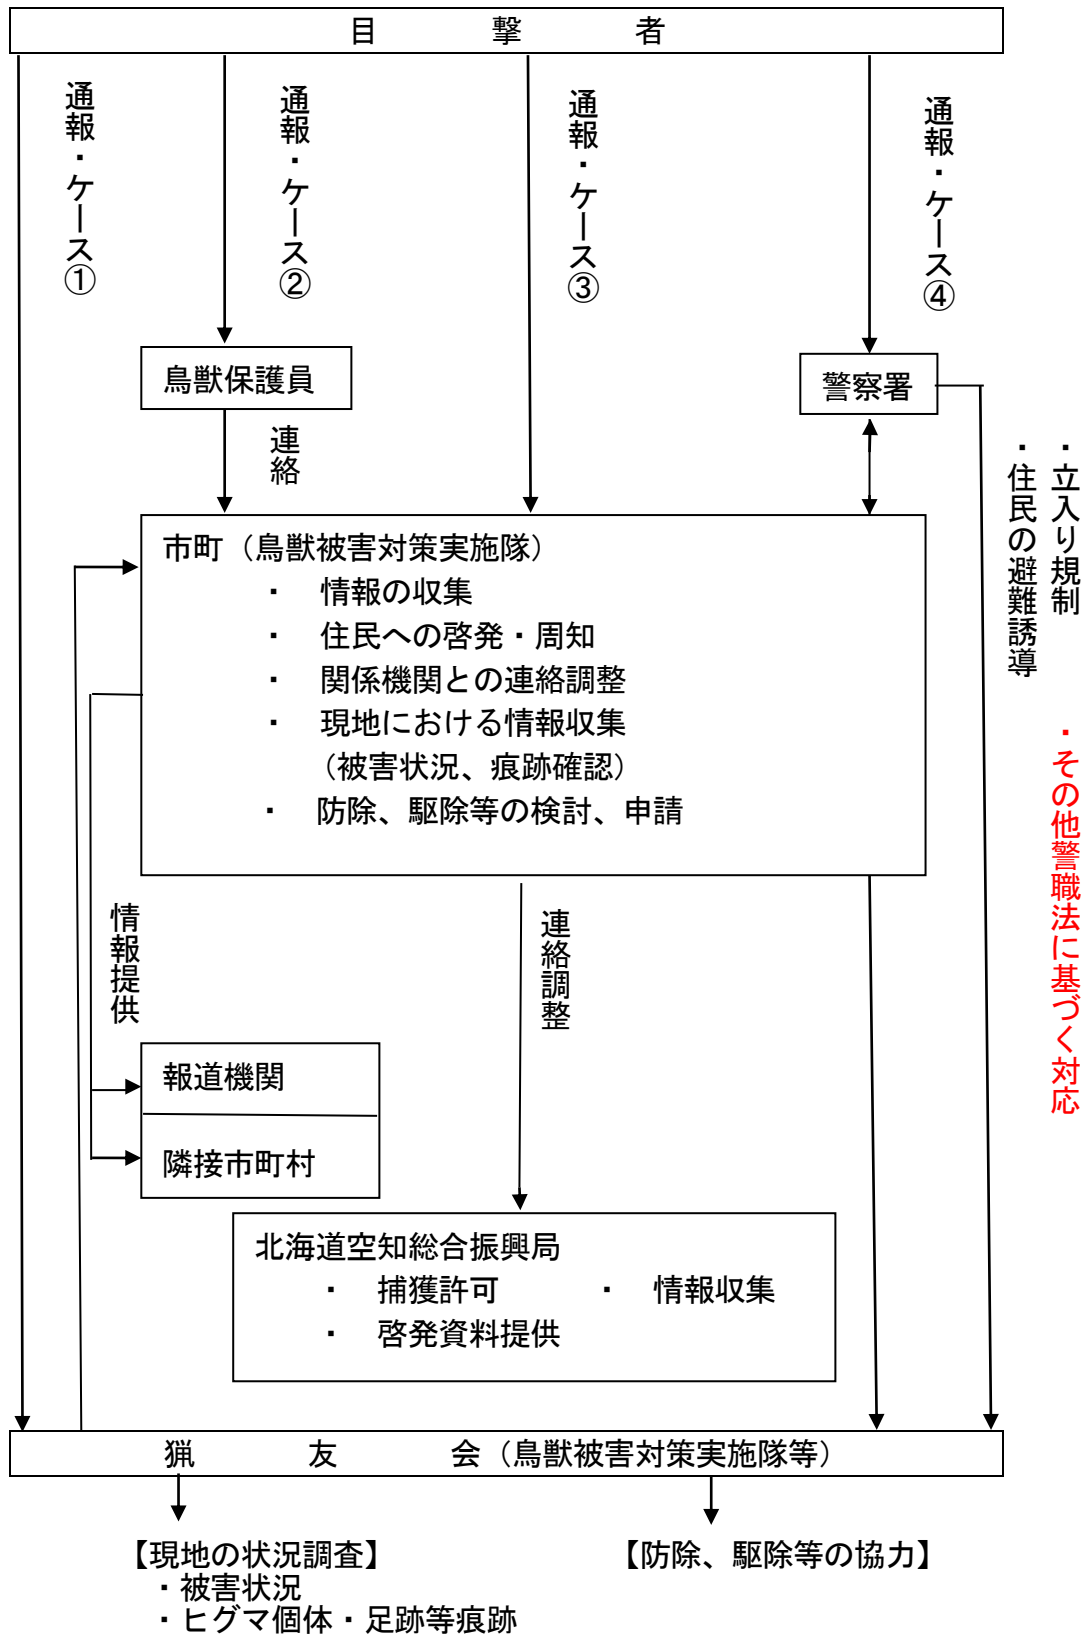 目撃者
通報・ケース①
通報・ケース②
通報・ケース③
通報・ケース④
鳥獣保護員
警察署
連絡
・立入り規制
・住民の避難誘導
・その他警職法に基づく対応
市町（鳥獣被害対策実施隊）
・ 情報の収集
・ 住民への啓発・周知
・ 関係機関との連絡調整
・ 現地における情報収集
（被害状況、痕跡確認）
・ 防除、駆除等の検討、申請
情報提供
連絡調整
報道機関
隣接市町村
北海道空知総合振興局
・ 捕獲許可 ・ 情報収集
・ 啓発資料提供
猟友会（鳥獣被害対策実施隊等）
【現地の状況調査】
・被害状況
・ヒグマ個体・足跡等痕跡
【防除、駆除等の協力】